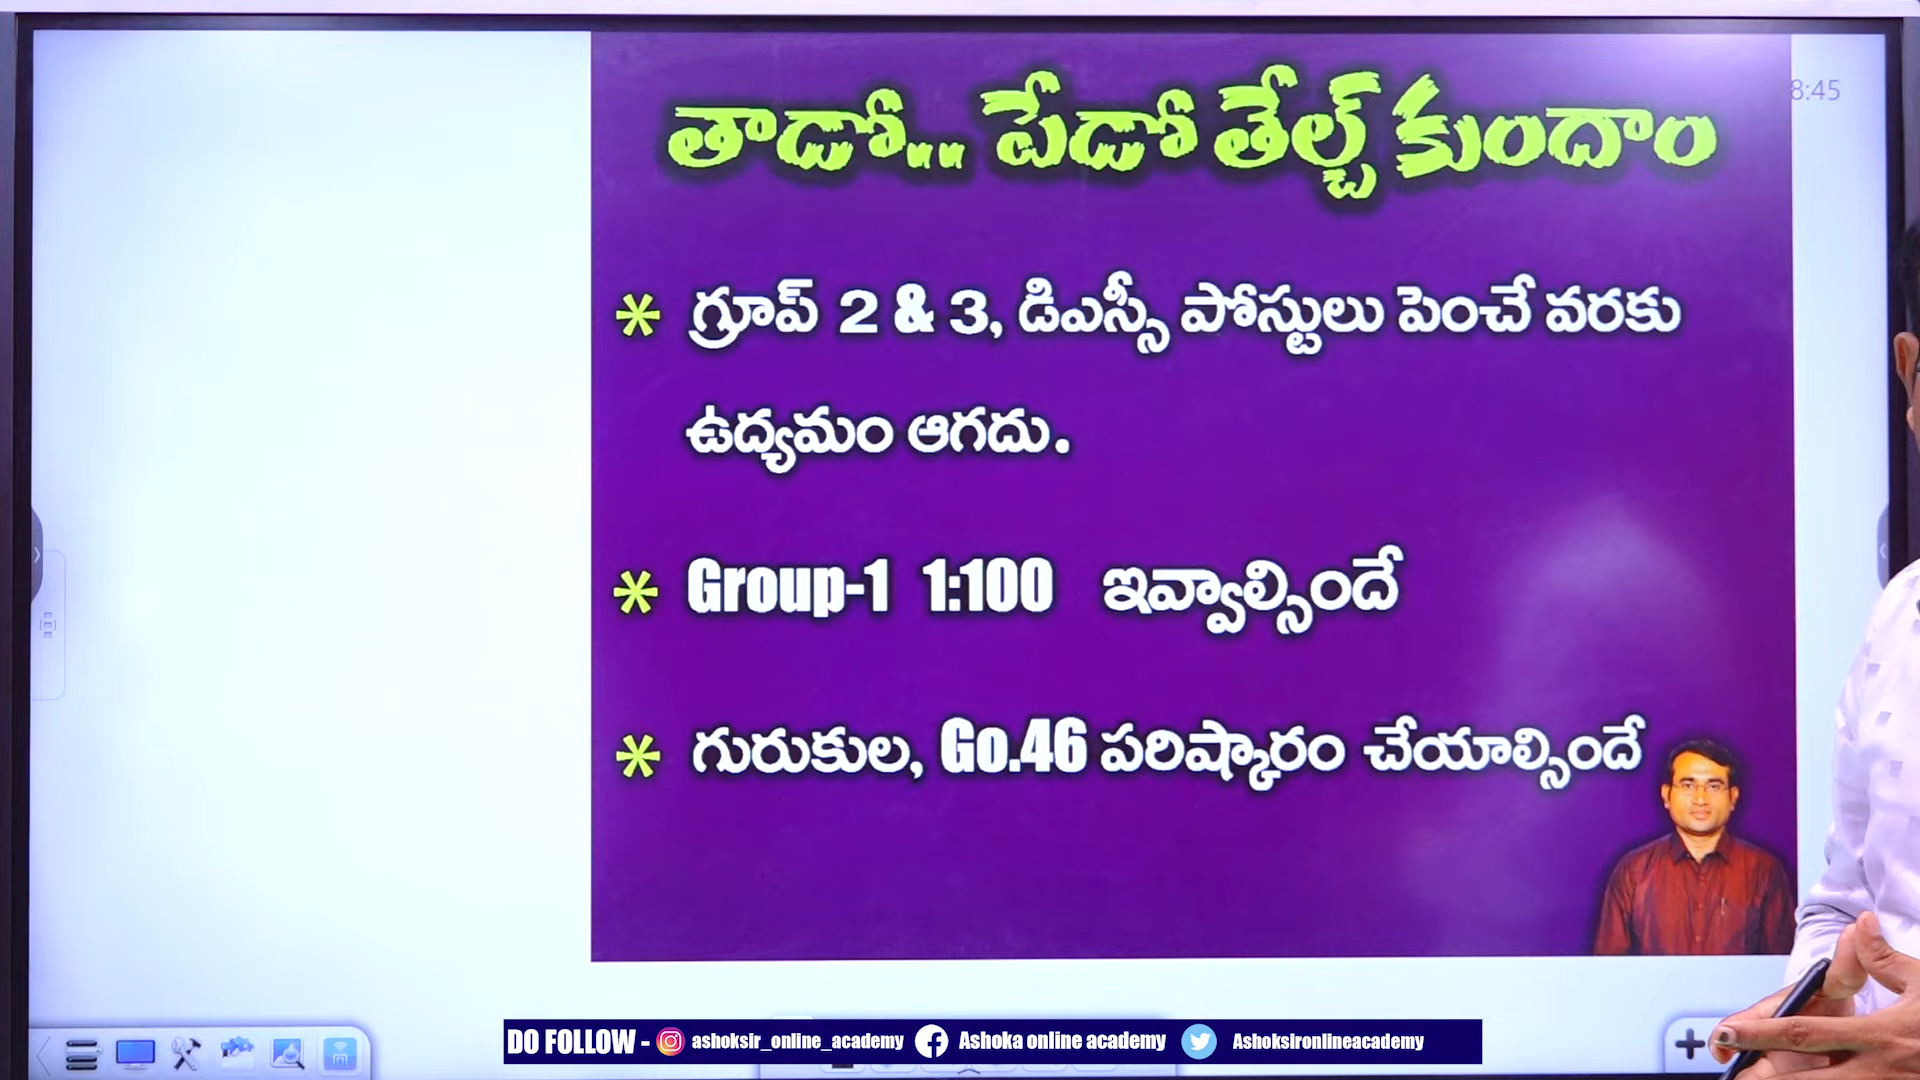 8:45
తాడో.. పేడో తేల్చ్ కుందాం
* గ్రూప్ 2 & 3, డిఎస్సీ పోస్టులు పెంచే వరకు
ఉద్యమం ఆగదు.
* Group-1 1:100 ఇవ్వాల్సిందే
* గురుకుల, Go.46 పరిష్కారం చేయాల్సిందే
DO FOLLOW - ashoksir_online_academy Ashoka online academy Ashoksironlineacademy